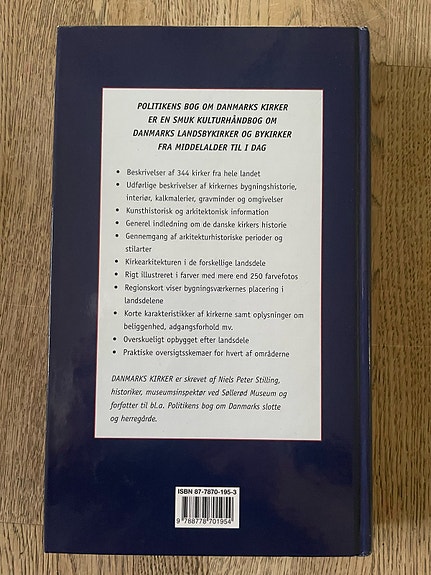 POLITIKENS BOG OM DANMARKS KIRKER
ER EN SMUK KULTURHÅNDBOG OM
DANMARKS LANDSBYKIRKER OG BYKIRKER
FRA MIDDELALDER TIL I DAG
• Beskrivelser af 344 kirker fra hele landet
• Udførlige beskrivelser af kirkernes bygningshistorie,
interiør, kalkmalerier, gravminder og omgivelser
• Kunsthistorisk og arkitektonisk information
• Generel indledning om de danske kirkers historie
• Gennemgang af arkitekturhistoriske perioder og
stilarter
• Kirkearkitekturen i de forskellige landsdele
• Rigt illustreret i farver med mere end 250 farvefotos
• Regionskort viser bygningsværkernes placering i
landsdelene
• Korte karakteristikker af kirkerne samt oplysninger om
beliggenhed, adgangsforhold mv.
• Overskueligt opbygget efter landsdele
• Praktiske oversigtsskemaer for hvert af områderne
DANMARKS KIRKER er skrevet af Niels Peter Stilling,
historiker, museumsinspektør ved Søllerød Museum og
forfatter til bl.a. Politikens bog om Danmarks slotte
og herregårde.
ISBN 87-7870-195-3
9 788778 701954